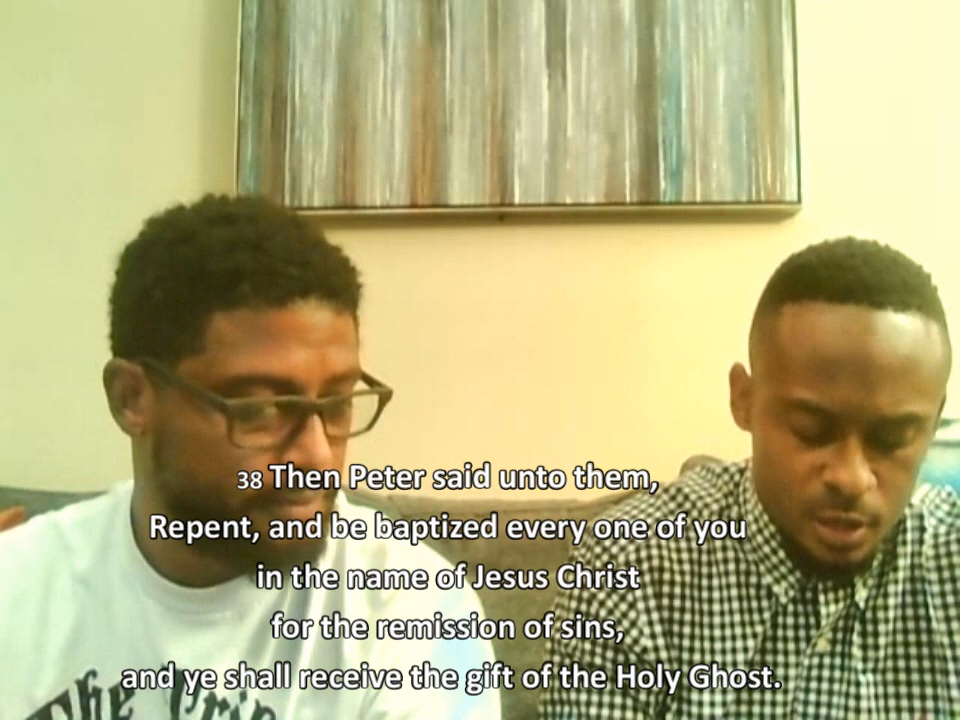 38 Then Peter said unto them,
Repent, and be baptized every one of you
in the name of Jesus Christ
for the remission of sins,
and ye shall receive the gift of the Holy Ghost.
The